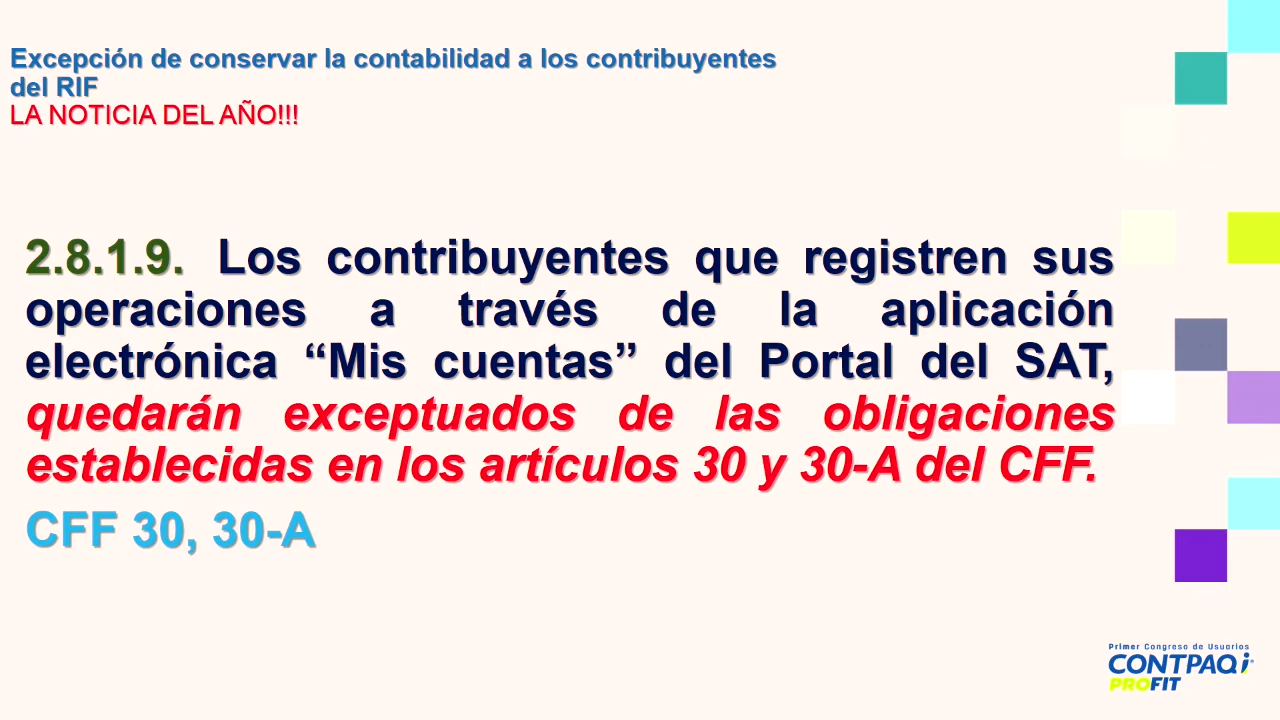 Excepción de conservar la contabilidad a los contribuyentes
del RIF
LA NOTICIA DEL AÑO!!!
2.8.1.9. Los contribuyentes que registren sus
operaciones a través de la aplicación
electrónica “Mis cuentas” del Portal del SAT,
quedarán exceptuados de las obligaciones
establecidas en los artículos 30 y 30-A del CFF.
CFF 30, 30-A
Primer Congreso de Usuarios
CONTPAQi®
PROFIT